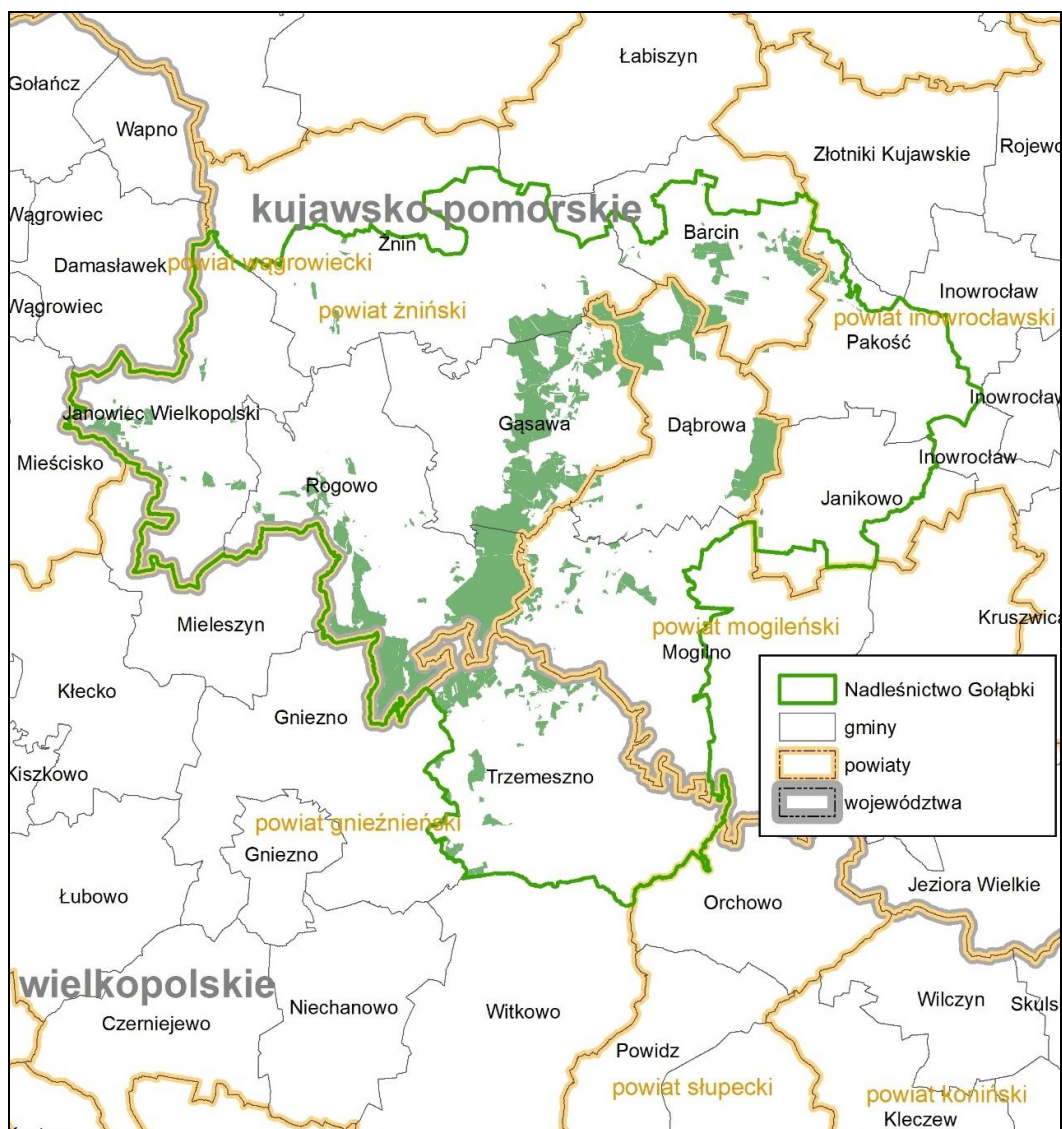 Łabiszyn
Gołańcz
Wapno
Złotniki Kujawskie
Rojewo
kujawsko-pomorskie
Wągrowiec
Żnin
Barcin
Damasławek
powiat wągrowiecki
Wągrowiec
powiat żniński
Inowrocław
powiat inowrocławski
Pakość
Janowiec Wielkopolski
Gąsawa
Dąbrowa
Inowrocław
Mieścisko
Rogowo
Janikowo
Inowrocław
Mieleszyn
powiat mogileński
Mogilno
Kruszwica
Kłecko
Gniezno
Nadleśnictwo Gołąbki
gminy
powiaty
województwa
Kiszkowo
Trzemeszno
powiat gnieźnieński
Gniezno
Łubowo
Orchowo
Jeziora Wielkie
wielkopolskie
Czerniejewo
Niechanowo
Witkowo
Wilczyn
Skuls
Powidz
powiat słupecki
powiat koniński
Kleczew